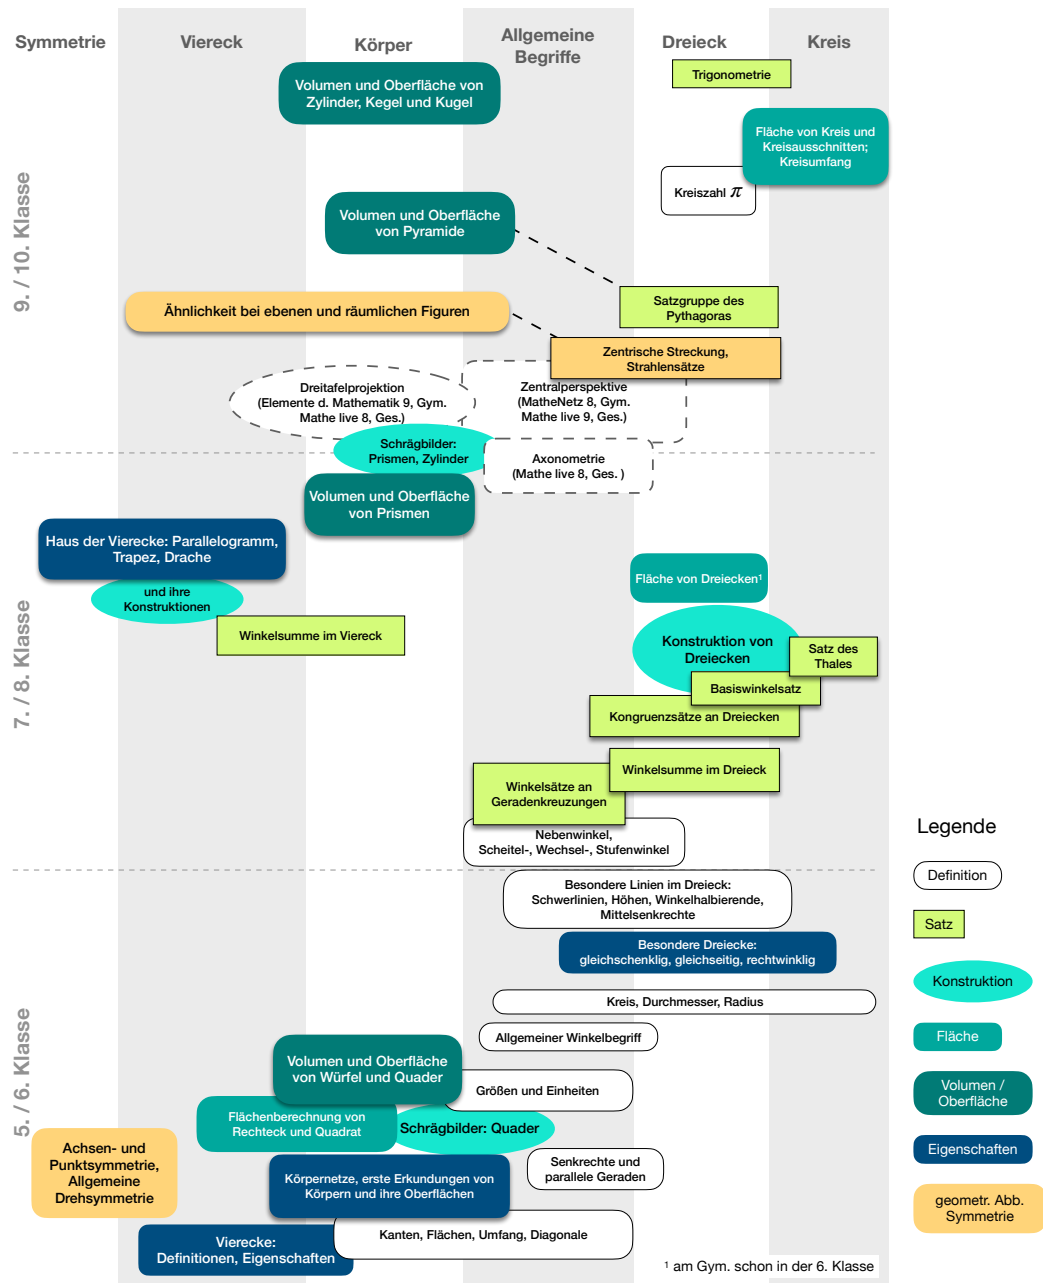 Symmetrie
Viereck
Körper
Allgemeine
Begriffe
Dreieck
Kreis
9. / 10. Klasse
Volumen und Oberfläche von
Zylinder, Kegel und Kugel
Trigonometrie
Fläche von Kreis und
Kreisausschnitten;
Kreisumfang
Kreiszahl π
Volumen und Oberfläche
von Pyramide
Satzgruppe des
Pythagoras
Ähnlichkeit bei ebenen und räumlichen Figuren
Zentrische Streckung,
Strahlensätze
Dreitafelprojektion
(Elemente d. Mathematik 9, Gym.
Mathe live 8, Ges.)
Zentralperspektive
(MatheNetz 8, Gym.
Mathe live 9, Ges.)
Schrägbilder:
Prismen, Zylinder
Axonometrie
(Mathe live 8, Ges. )
7. / 8. Klasse
Volumen und Oberfläche
von Prismen
Haus der Vierecke: Parallelogramm,
Trapez, Drache
und ihre
Konstruktionen
Winkelsumme im Viereck
Fläche von Dreiecken¹
Konstruktion von
Dreiecken
Satz des
Thales
Basiswinkelsatz
Kongruenzsätze an Dreiecken
Winkelsumme im Dreieck
Winkelsätze an
Geradenkreuzungen
Nebenwinkel,
Scheitel-, Wechsel-, Stufenwinkel
5. / 6. Klasse
Besondere Linien im Dreieck:
Schwerlinien, Höhen, Winkelhalbierende,
Mittelsenkrechte
Besondere Dreiecke:
gleichschenklig, gleichseitig, rechtwinklig
Kreis, Durchmesser, Radius
Allgemeiner Winkelbegriff
Volumen und Oberfläche
von Würfel und Quader
Größen und Einheiten
Flächenberechnung von
Rechteck und Quadrat
Schrägbilder: Quader
Achsen- und
Punktsymmetrie,
Allgemeine
Drehsymmetrie
Körpernetze, erste Erkundungen von
Körpern und ihre Oberflächen
Senkrechte und
parallele Geraden
Vierecke:
Definitionen, Eigenschaften
Kanten, Flächen, Umfang, Diagonale
¹ am Gym. schon in der 6. Klasse
Legende
Definition
Satz
Konstruktion
Fläche
Volumen /
Oberfläche
Eigenschaften
geometr. Abb.
Symmetrie